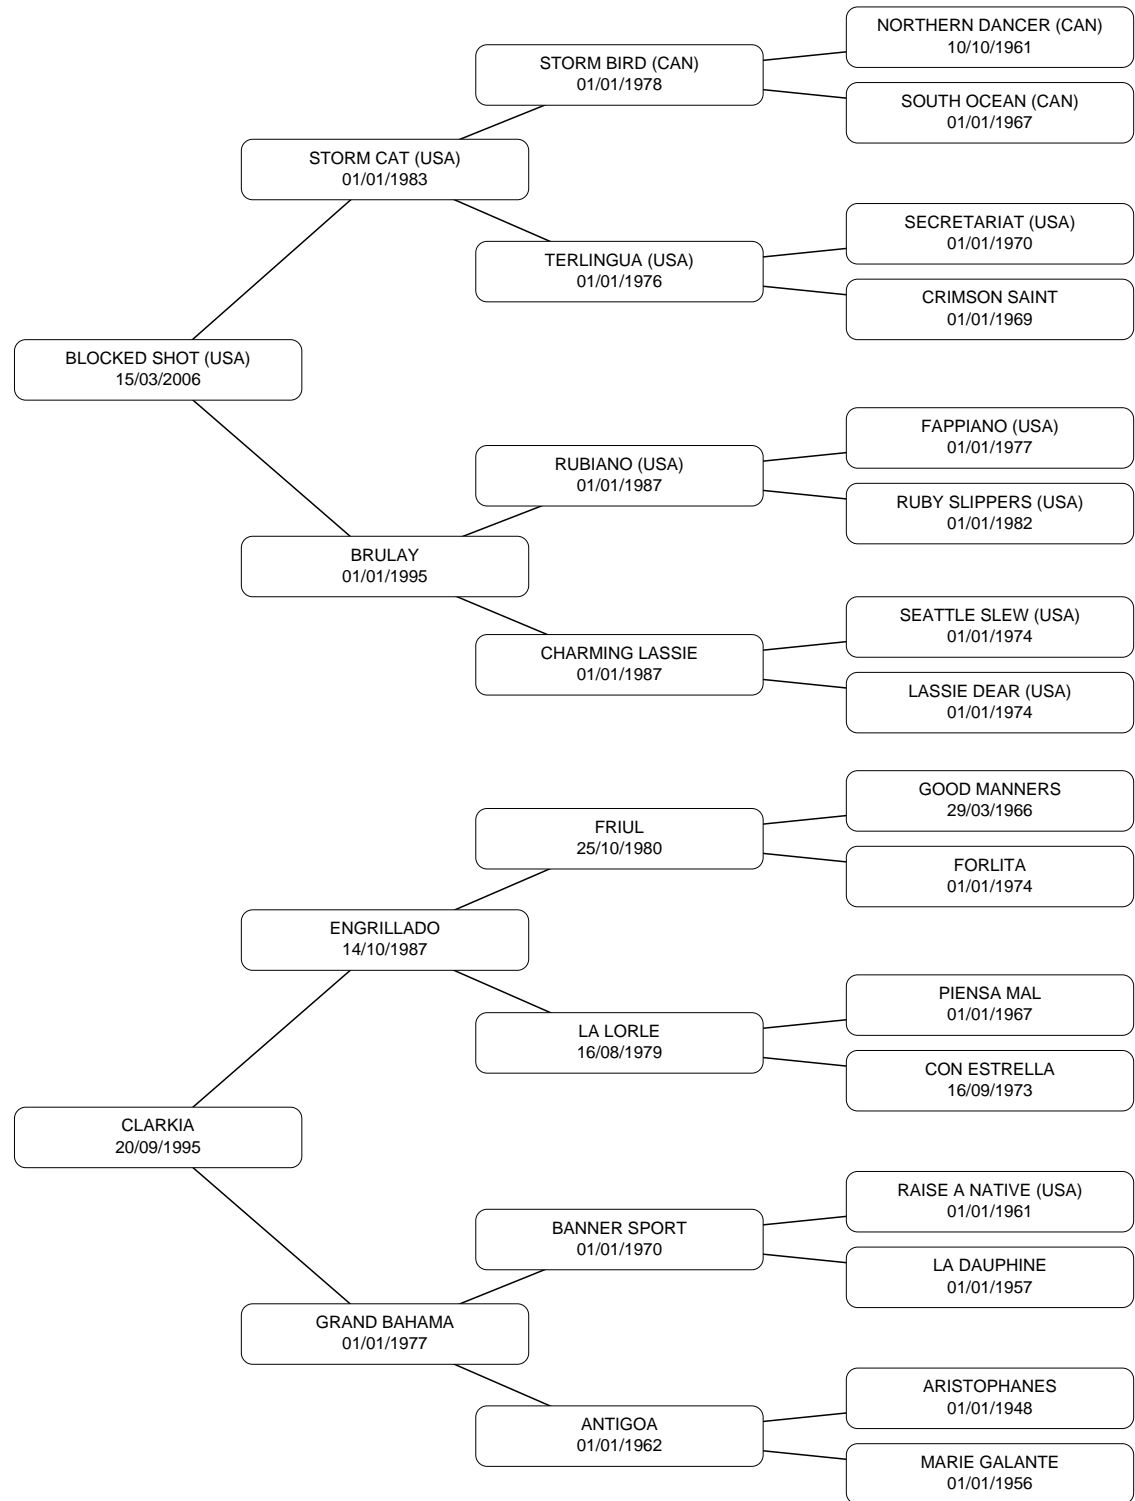 NORTHERN DANCER (CAN)
10/10/1961
STORM BIRD (CAN)
01/01/1978
SOUTH OCEAN (CAN)
01/01/1967
STORM CAT (USA)
01/01/1983
SECRETARIAT (USA)
01/01/1970
TERLINGUA (USA)
01/01/1976
CRIMSON SAINT
01/01/1969
BLOCKED SHOT (USA)
15/03/2006
FAPPIANO (USA)
01/01/1977
RUBIANO (USA)
01/01/1987
RUBY SLIPPERS (USA)
01/01/1982
BRULAY
01/01/1995
SEATTLE SLEW (USA)
01/01/1974
CHARMING LASSIE
01/01/1987
LASSIE DEAR (USA)
01/01/1974
GOOD MANNERS
29/03/1966
FRIUL
25/10/1980
FORLITA
01/01/1974
ENGRILLADO
14/10/1987
PIENSA MAL
01/01/1967
LA LORLE
16/08/1979
CON ESTRELLA
16/09/1973
CLARKIA
20/09/1995
RAISE A NATIVE (USA)
01/01/1961
BANNER SPORT
01/01/1970
LA DAUPHINE
01/01/1957
GRAND BAHAMA
01/01/1977
ARISTOPHANES
01/01/1948
ANTIGOA
01/01/1962
MARIE GALANTE
01/01/1956